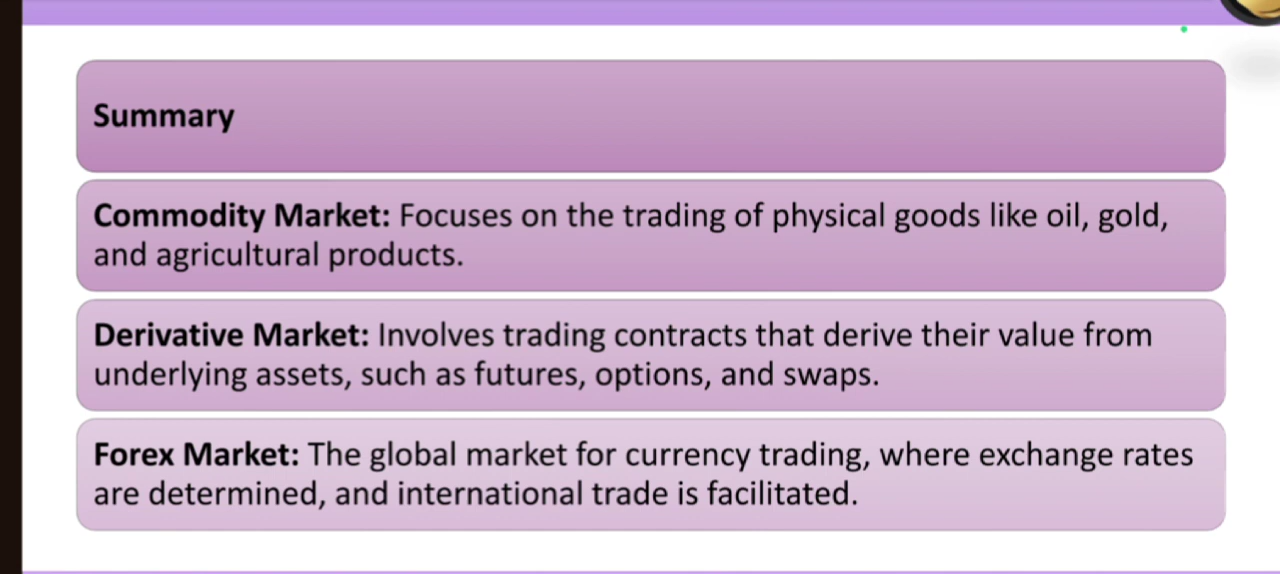 Summary
Commodity Market: Focuses on the trading of physical goods like oil, gold,
and agricultural products.
Derivative Market: Involves trading contracts that derive their value from
underlying assets, such as futures, options, and swaps.
Forex Market: The global market for currency trading, where exchange rates
are determined, and international trade is facilitated.